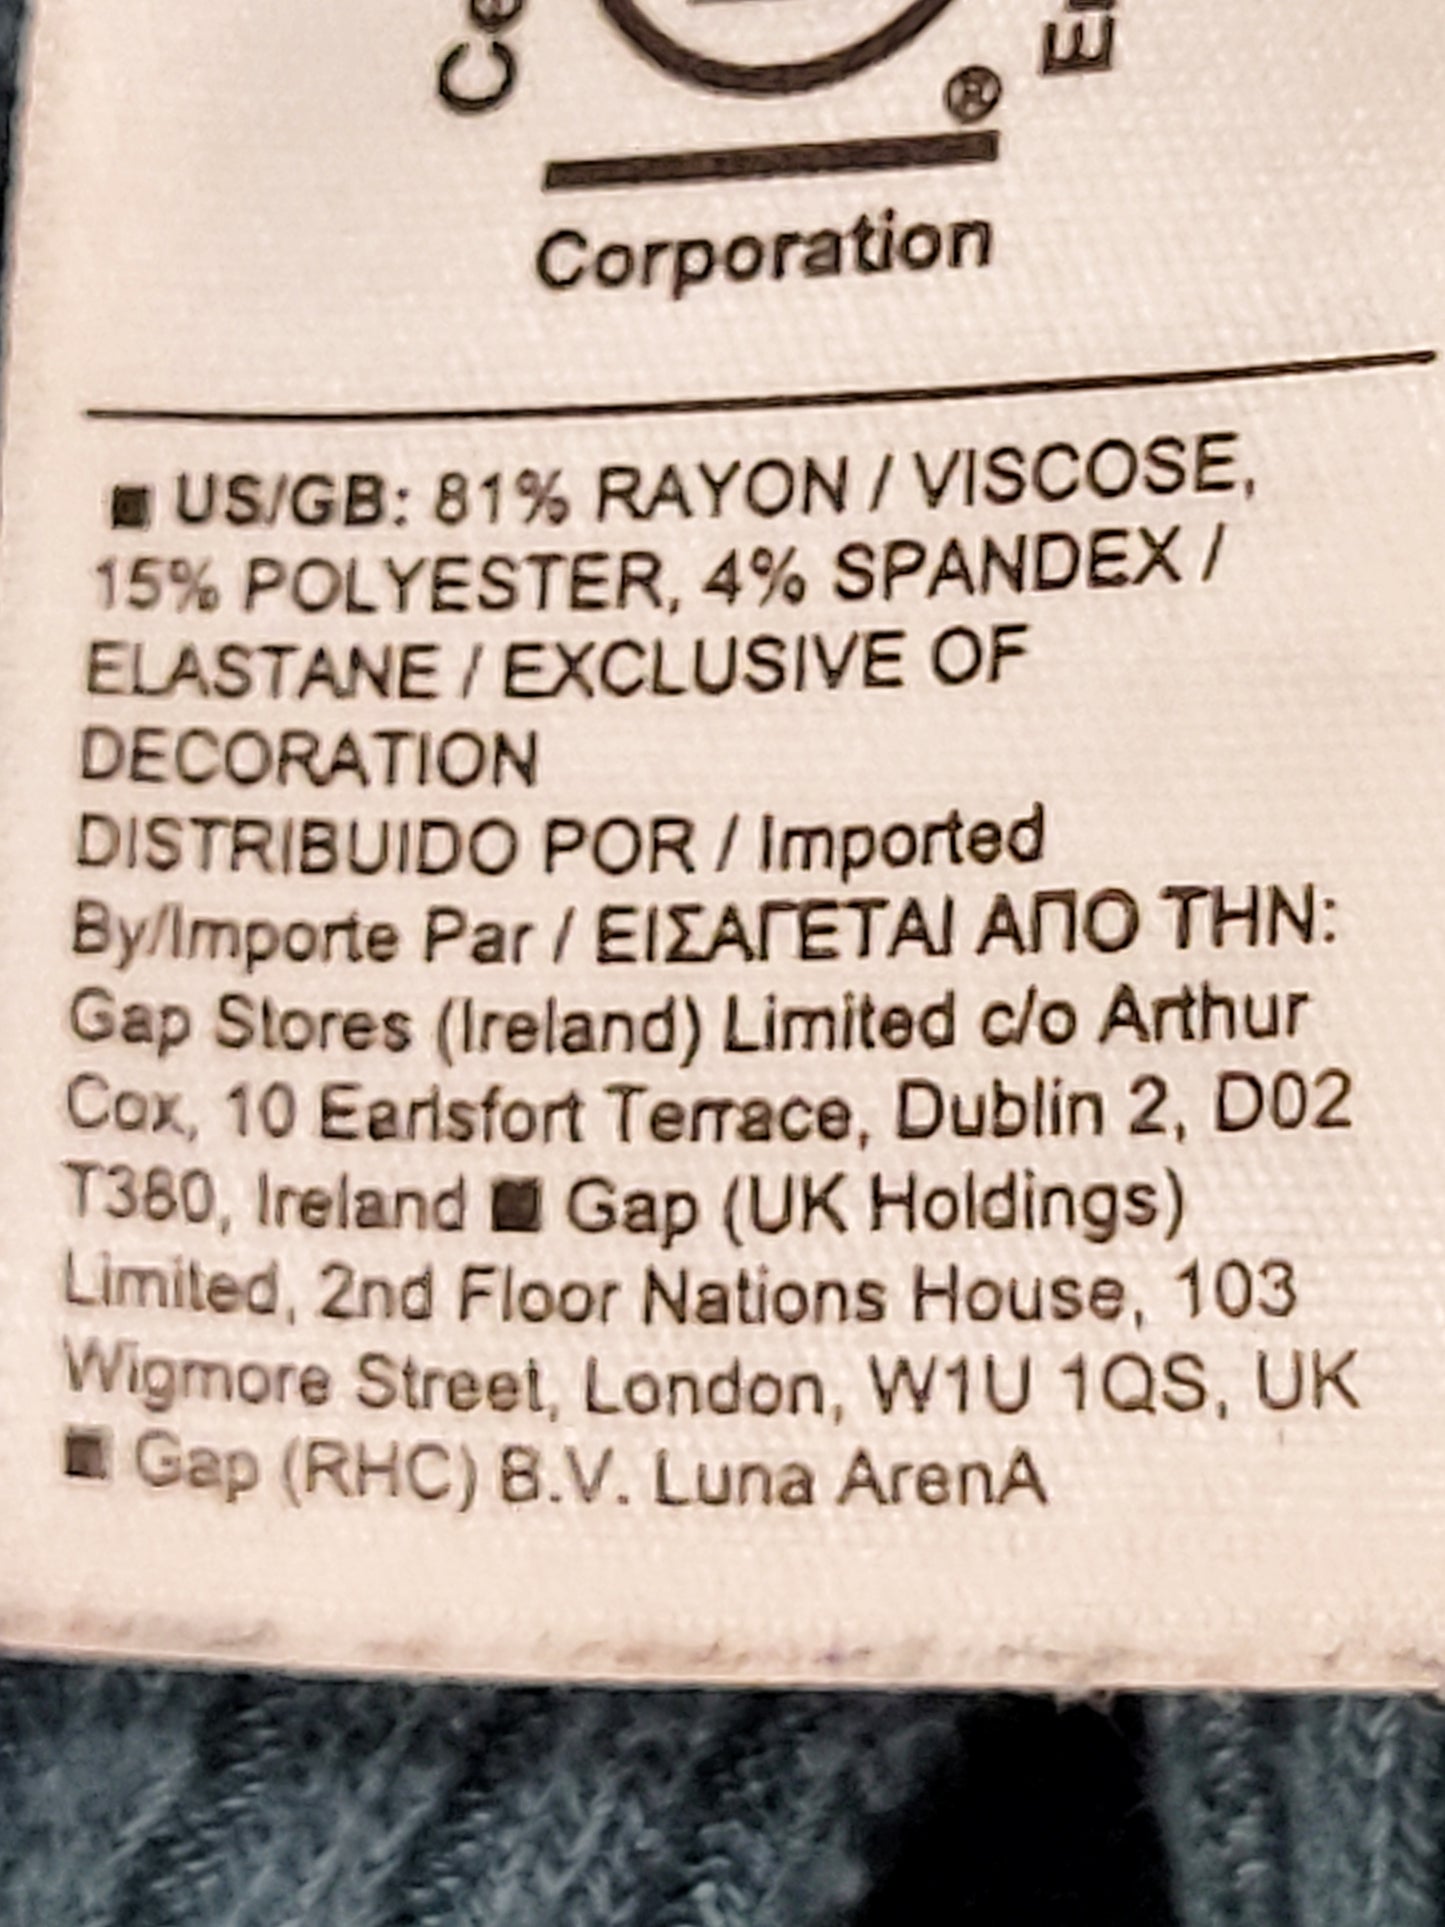 Ce
®
Corporation
■ US/GB: 81% RAYON / VISCOSE,
15% POLYESTER, 4% SPANDEX /
ELASTANE / EXCLUSIVE OF
DECORATION
DISTRIBUIDO POR / Imported
By/Importe Par / ΕΙΣΑΓΕΤΑΙ ΑΠΟ ΤΗΝ:
Gap Stores (Ireland) Limited c/o Arthur
Cox, 10 Earlsfort Terrace, Dublin 2, D02
T380, Ireland ■ Gap (UK Holdings)
Limited, 2nd Floor Nations House, 103
Wigmore Street, London, W1U 1QS, UK
■ Gap (RHC) B.V. Luna ArenA